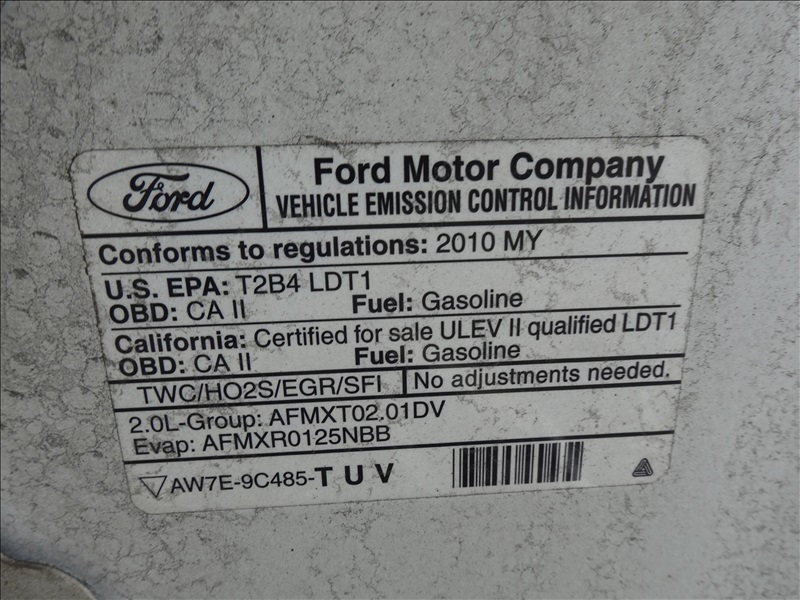 Ford
Ford Motor Company
VEHICLE EMISSION CONTROL INFORMATION
Conforms to regulations: 2010 MY
U.S. EPA: T2B4 LDT1
OBD: CA II Fuel: Gasoline
California: Certified for sale ULEV II qualified LDT1
OBD: CA II Fuel: Gasoline
TWC/HO2S/EGR/SFI No adjustments needed.
2.0L-Group: AFMXT02.01DV
Evap: AFMXR0125NBB
AW7E-9C485-T U V